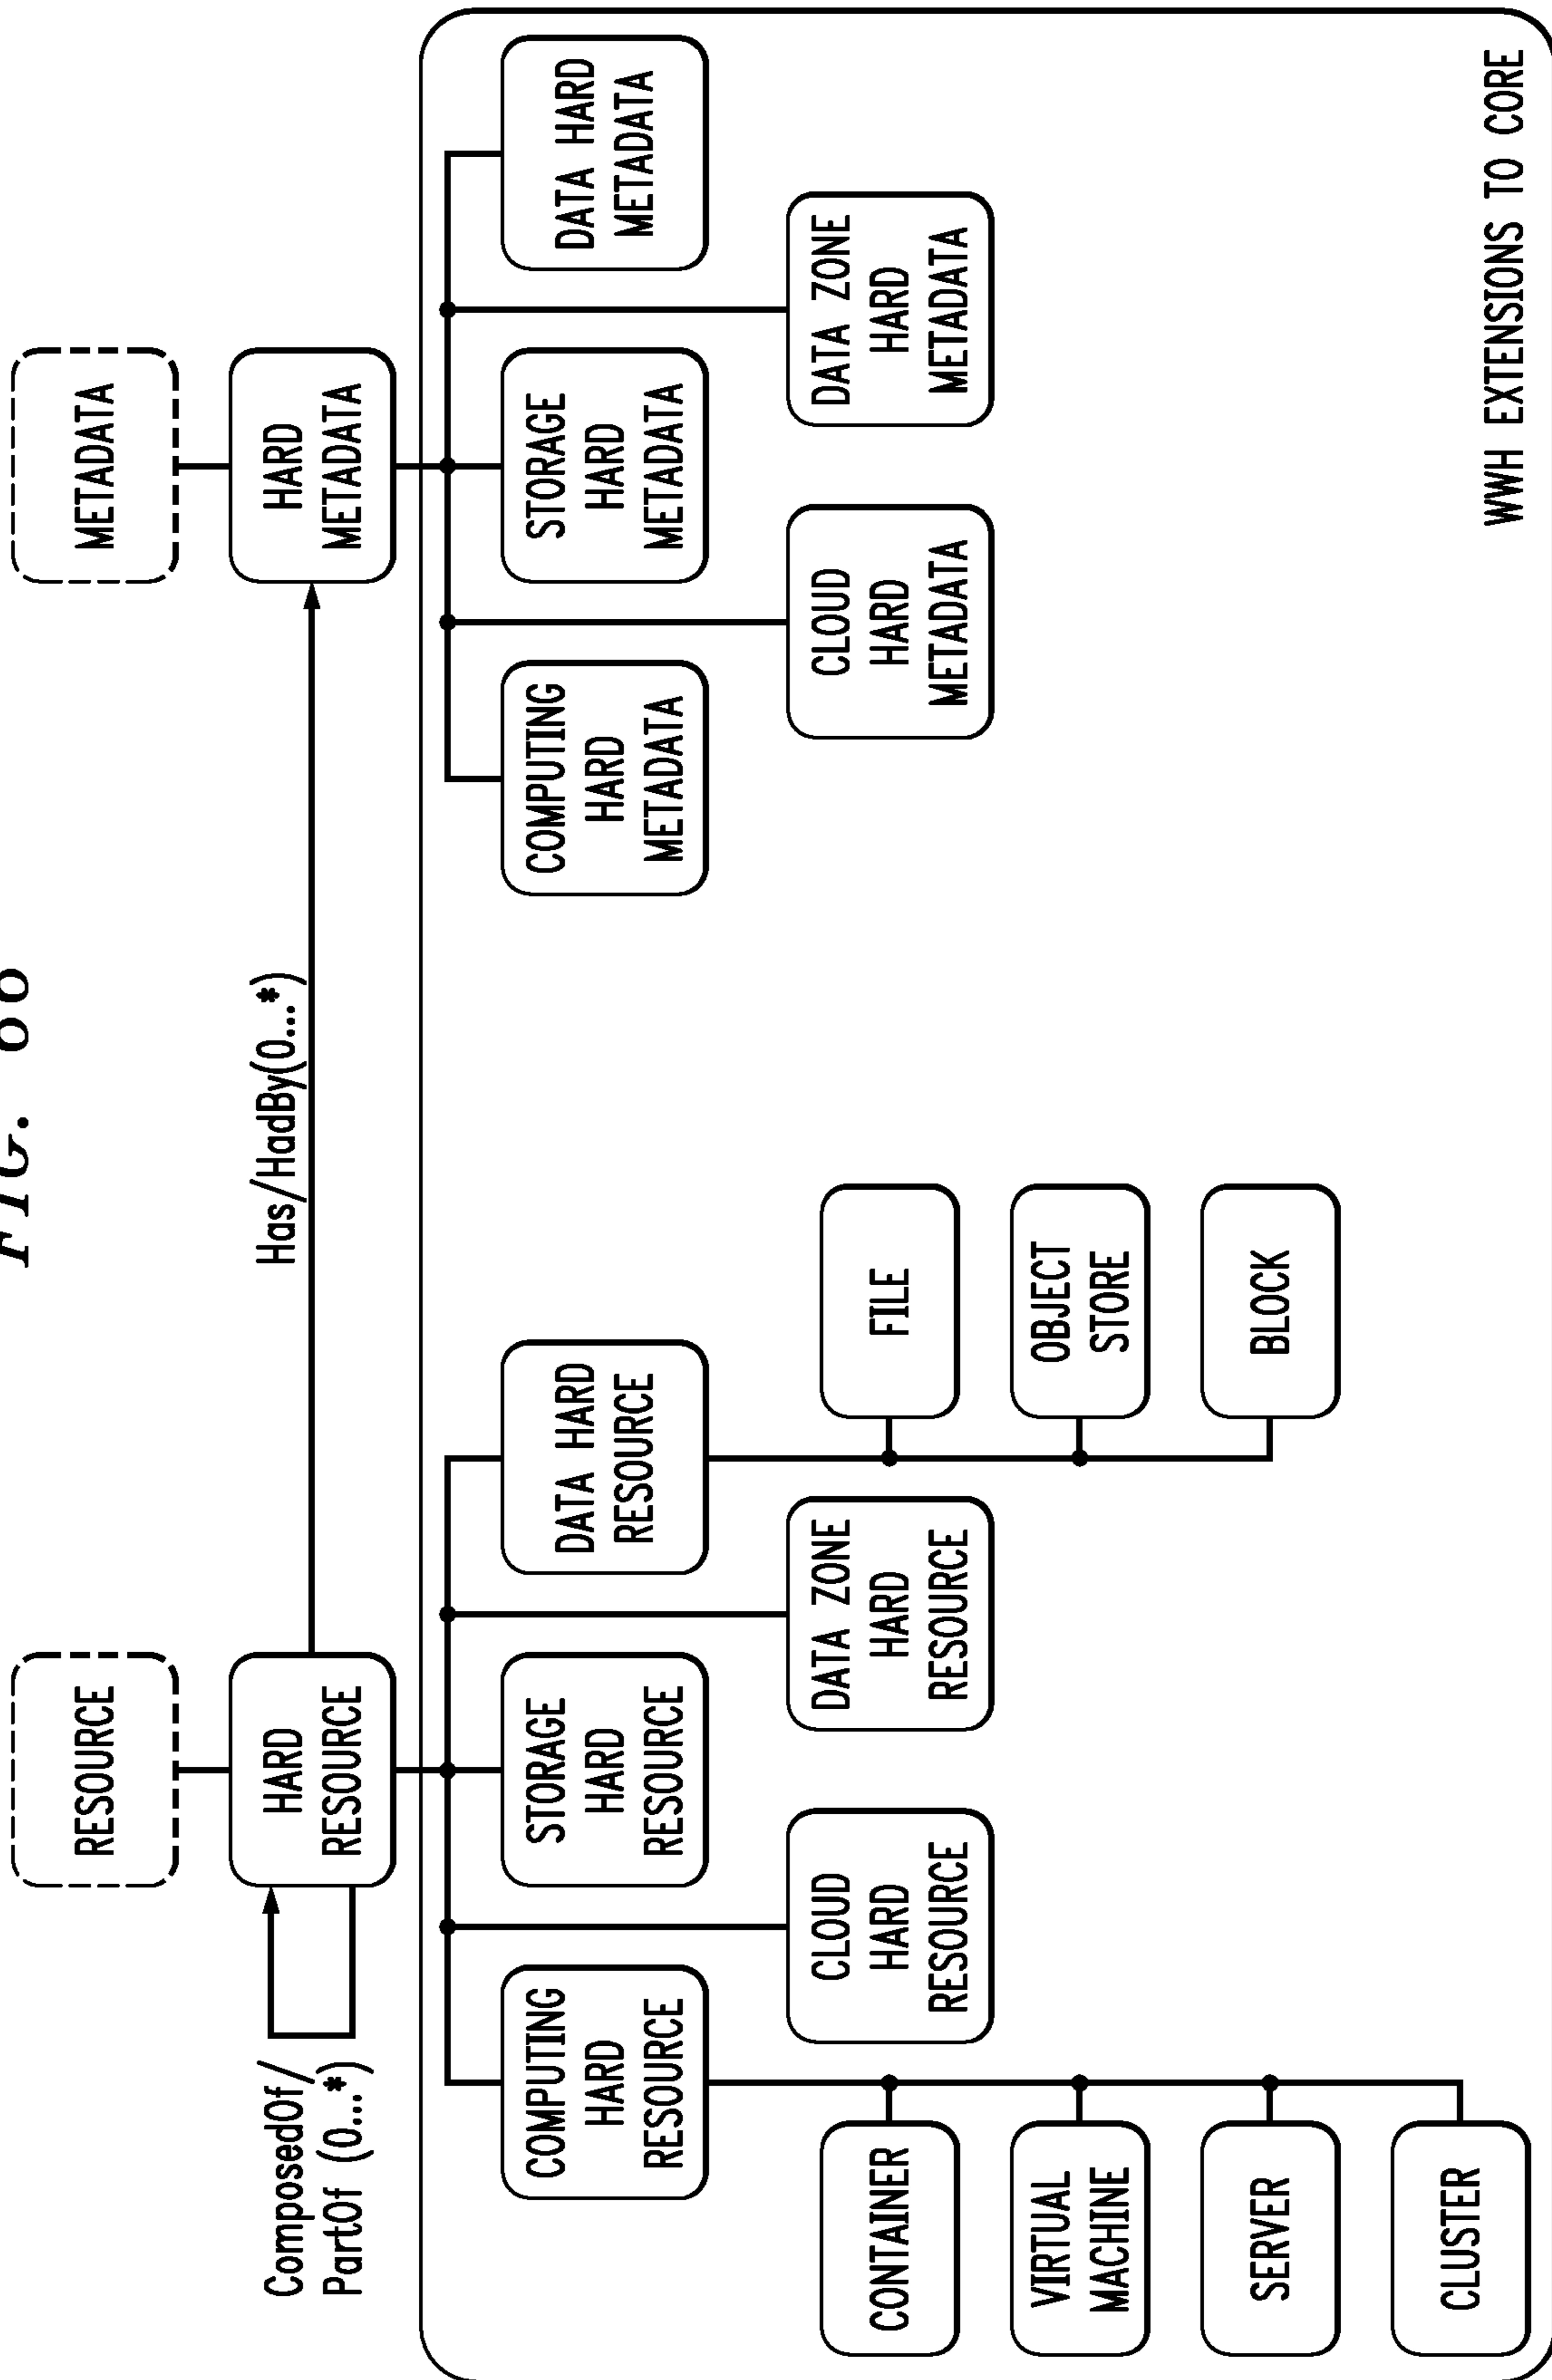 FIG.
RESOURCE
METADATA
ComposedOf/
PartOf (0...*)
HARD
RESOURCE
Has/HadBy(0...*)
HARD
METADATA
COMPUTING
HARD
RESOURCE
STORAGE
HARD
RESOURCE
DATA HARD
RESOURCE
COMPUTING
HARD
METADATA
STORAGE
HARD
METADATA
DATA HARD
METADATA
CLOUD
HARD
RESOURCE
DATA ZONE
HARD
RESOURCE
CLOUD
HARD
METADATA
DATA ZONE
HARD
METADATA
CONTAINER
FILE
VIRTUAL
MACHINE
OBJECT
STORE
SERVER
BLOCK
CLUSTER
WWH EXTENSIONS TO CORE